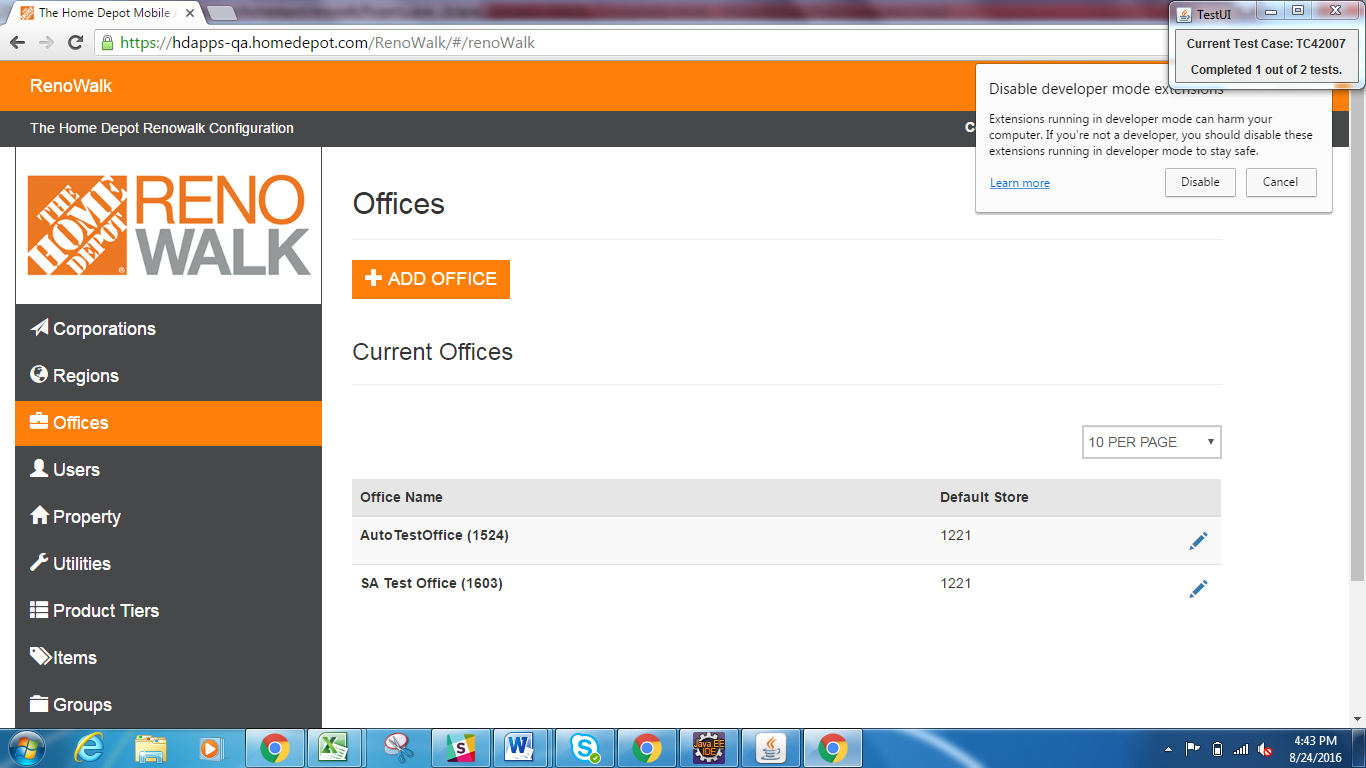 The Home Depot Mobile
TestUI
https://hdapps-qa.homedepot.com/RenoWalk/#/renoWalk
Current Test Case: TC42007
Completed 1 out of 2 tests.
RenoWalk
Disable developer mode extensions
Extensions running in developer mode can harm your
computer. If you're not a developer, you should disable these
extensions running in developer mode to stay safe.
Learn more
Disable
Cancel
The Home Depot Renowalk Configuration
THE HOME DEPOT
RENO
WALK
Offices
ADD OFFICE
Current Offices
Corporations
Regions
Offices
Users
Property
Utilities
Product Tiers
Items
Groups
10 PER PAGE
Office Name Default Store
AutoTestOffice (1524) 1221
SA Test Office (1603) 1221
Java EE
IDE
4:43 PM
8/24/2016